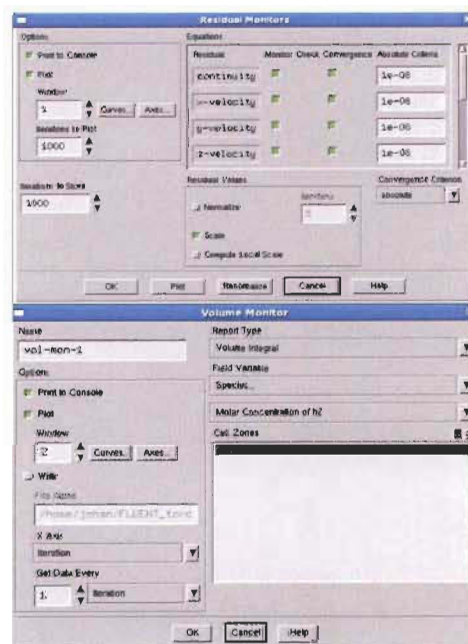 Residual Monitors
Options
Print to Console
Plot
Window
1
Curves...
Axes...
Iterations to Plot
1000
Iterations to Store
1000
Equations
Residual Monitor Check Convergence Absolute Criteria
continuity 1e-08
x-velocity 1e-08
y-velocity 1e-08
z-velocity 1e-08
Residual Values
Normalize
Iterations
Scale
Compute Local Scale
Convergence Criterion
absolute
OK Plot Renormalize Cancel Help
Volume Monitor
Name
vol-mon-1
Options
Print to Console
Plot
Window
2
Curves...
Axes...
Write
File Name
X Axis
Iteration
Get Data Every
1
Iteration
Report Type
Volume Integral
Field Variable
Species...
Molar Concentration of h2
Cell Zones
OK Cancel Help